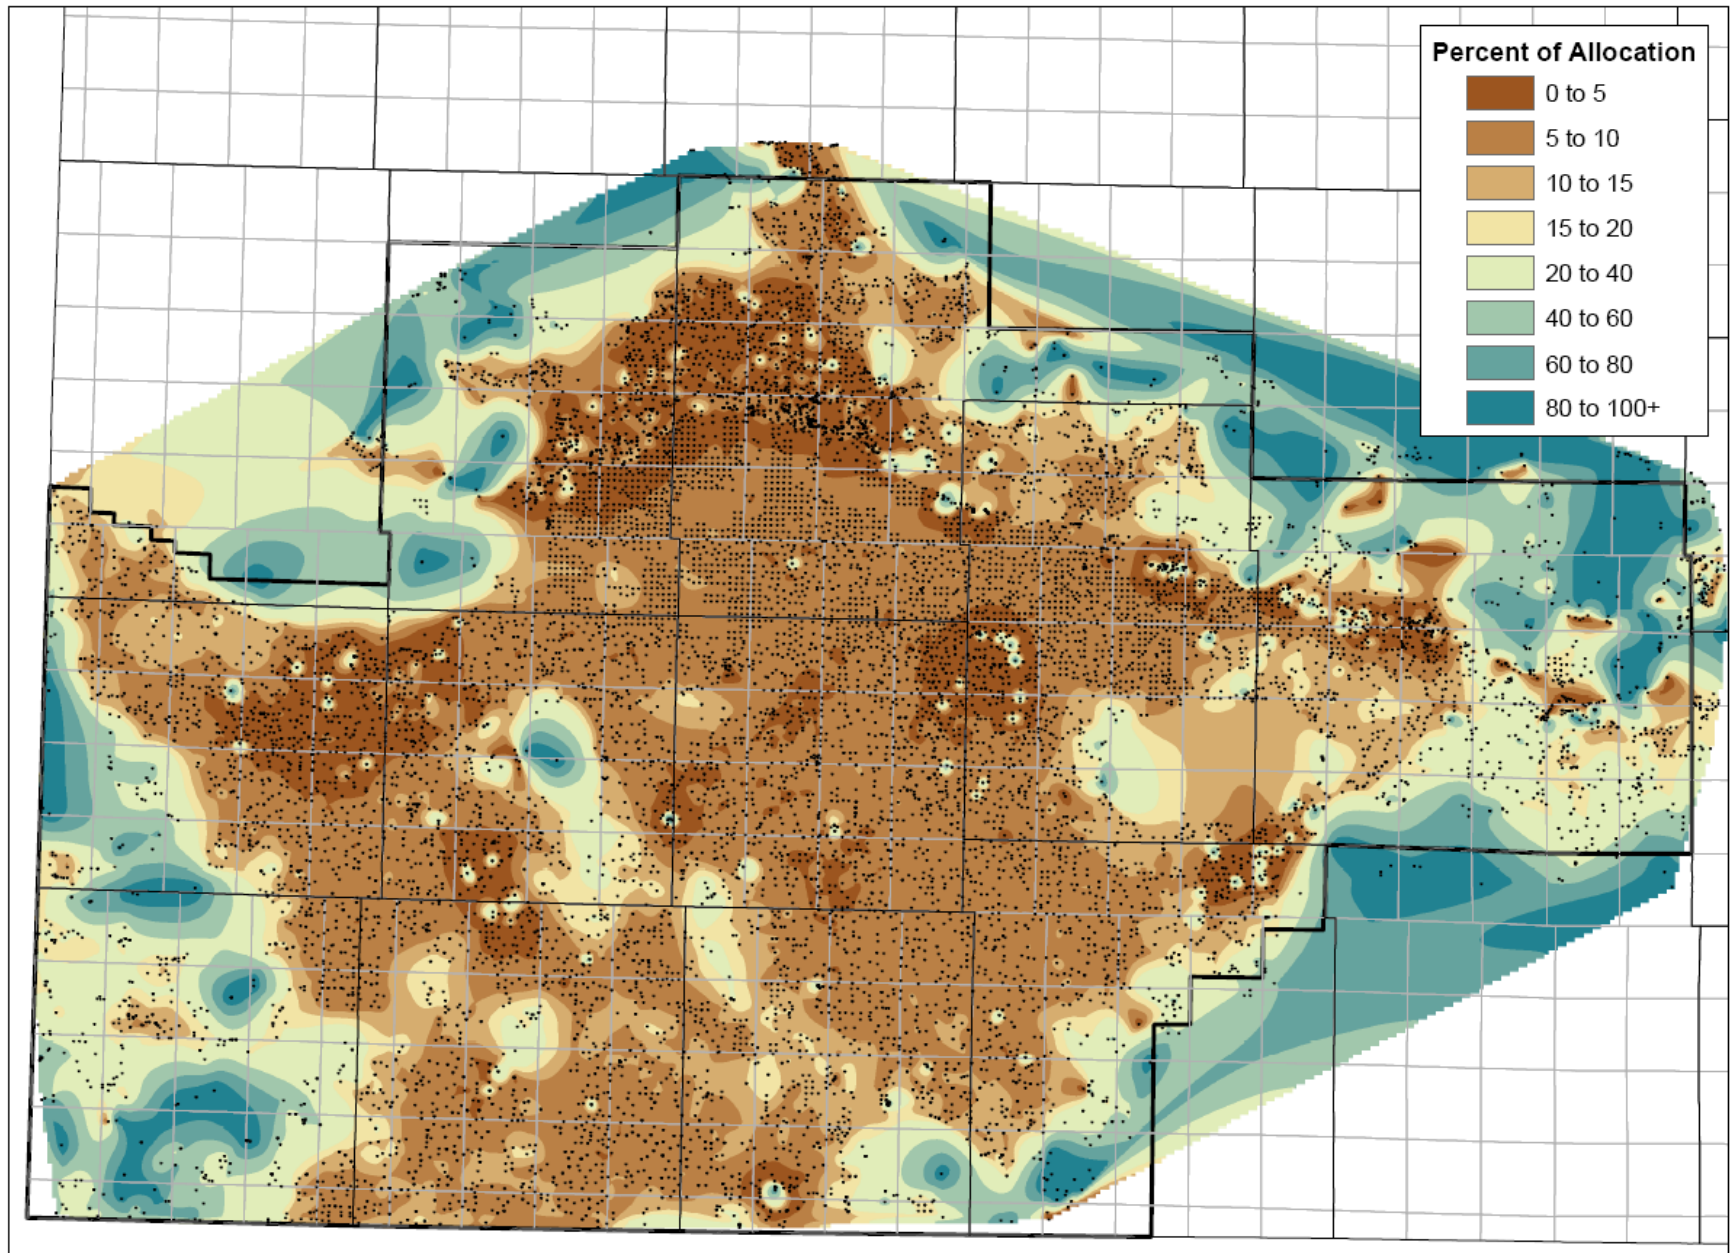 Percent of Allocation
0 to 5
5 to 10
10 to 15
15 to 20
20 to 40
40 to 60
60 to 80
80 to 100+